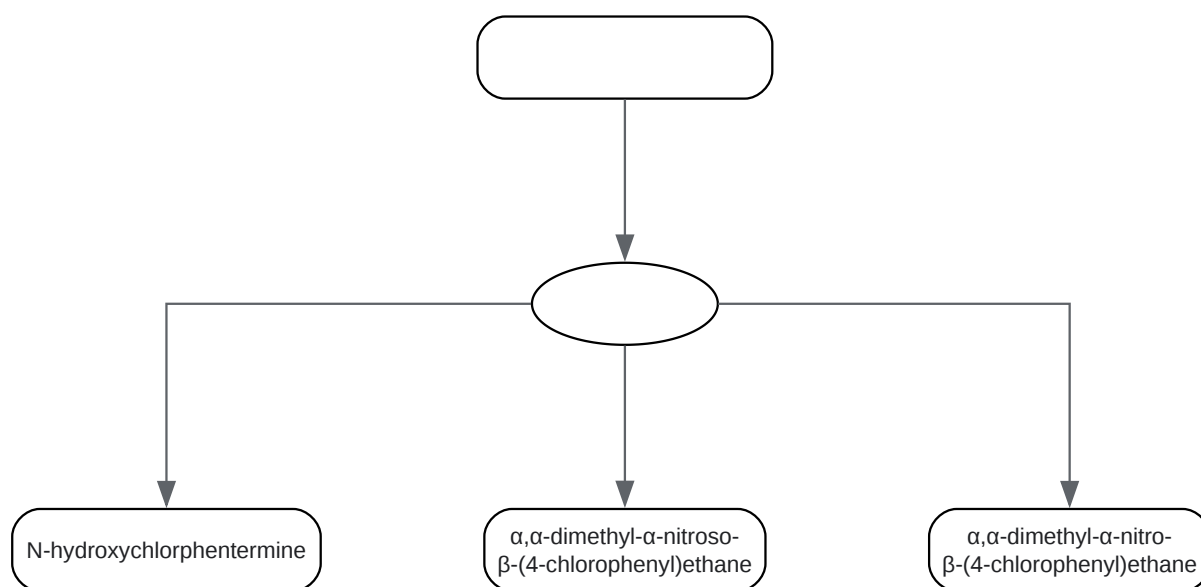 N-hydroxychlorphentermine
α,α-dimethyl-α-nitroso-
β-(4-chlorophenyl)ethane
α,α-dimethyl-α-nitro-
β-(4-chlorophenyl)ethane